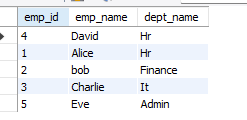 emp_id emp_name dept_name
4 David Hr
1 Alice Hr
2 bob Finance
3 Charlie It
5 Eve Admin